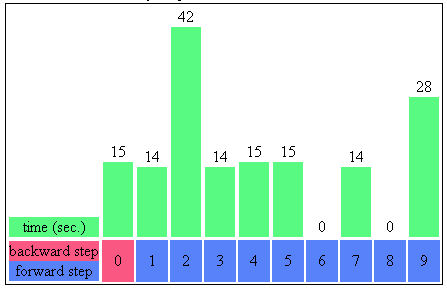 42
28
15 14 14 15 15 14
0 0
time (sec.)
backward step
forward step
0 1 2 3 4 5 6 7 8 9